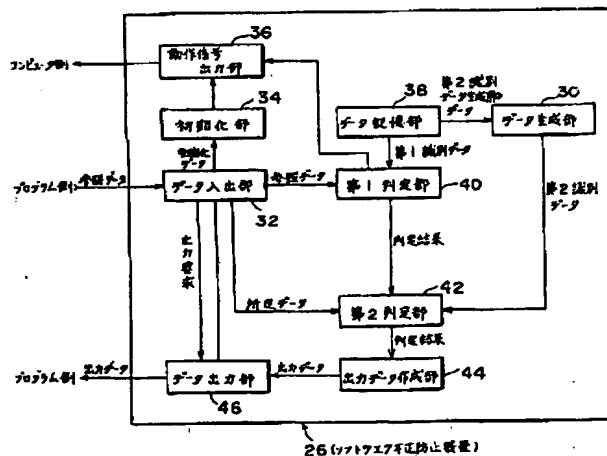 36
動作信号
出力部
コンピュータ側
34
初期化部
初期化
データ
38
データ記憶部
第2識別
データ生成用
データ
30
データ生成部
第1識別データ
第2識別
データ
プログラム側
各種データ
データ入出部
32
各種データ
第1判定部
40
判定結果
出力要求
所定データ
42
第2判定部
判定結果
プログラム側
出力データ
データ出力部
46
出力データ
出力データ作成部
44
26(ソフトウエア不正防止装置)